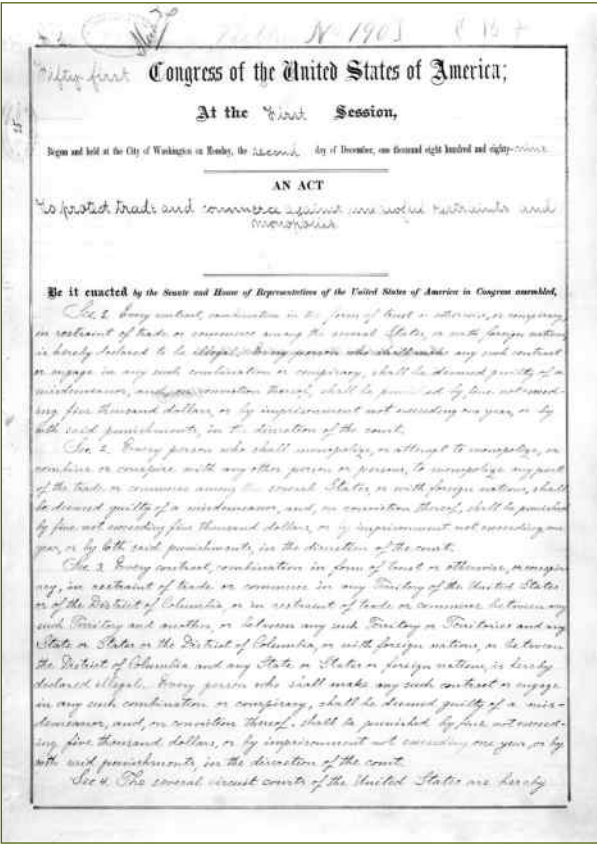 No 1903
Fifty first Congress of the United States of America;
At the First Session,
Begun and held at the City of Washington on Monday, the second day of December, one thousand eight hundred and eighty-nine
AN ACT
To protect trade and commerce against unlawful restraints and
monopolies
Be it enacted by the Senate and House of Representatives of the United States of America in Congress assembled,
Sec. 1. Every contract, combination in the form of trust or otherwise, or conspiracy,
in restraint of trade or commerce among the several States, or with foreign nations
is hereby declared to be illegal. Every person who shall make any such contract
or engage in any such combination or conspiracy, shall be deemed guilty of a
misdemeanor, and, on conviction thereof, shall be punished by fine not exceed-
ing five thousand dollars, or by imprisonment not exceeding one year, or by
both said punishments, in the discretion of the court.
Sec. 2. Every person who shall monopolize, or attempt to monopolize, or
combine or conspire with any other person or persons, to monopolize any part
of the trade or commerce among the several States, or with foreign nations, shall
be deemed guilty of a misdemeanor, and, on conviction thereof, shall be punished
by fine not exceeding five thousand dollars, or by imprisonment not exceeding one
year, or by both said punishments, in the discretion of the court.
Sec. 3. Every contract, combination in form of trust or otherwise, or conspir-
acy, in restraint of trade or commerce in any Territory of the United States
or of the District of Columbia, or in restraint of trade or commerce between any
such Territory and another, or between any such Territory or Territories and any
State or States or the District of Columbia, or with foreign nations, or between
the District of Columbia and any State or States or foreign nations, is hereby
declared illegal. Every person who shall make any such contract or engage
in any such combination or conspiracy, shall be deemed guilty of a mis-
demeanor, and, on conviction thereof, shall be punished by fine not exceed-
ing five thousand dollars, or by imprisonment not exceeding one year, or by
both said punishments, in the discretion of the court.
Sec 4. The several circuit courts of the United States are hereby